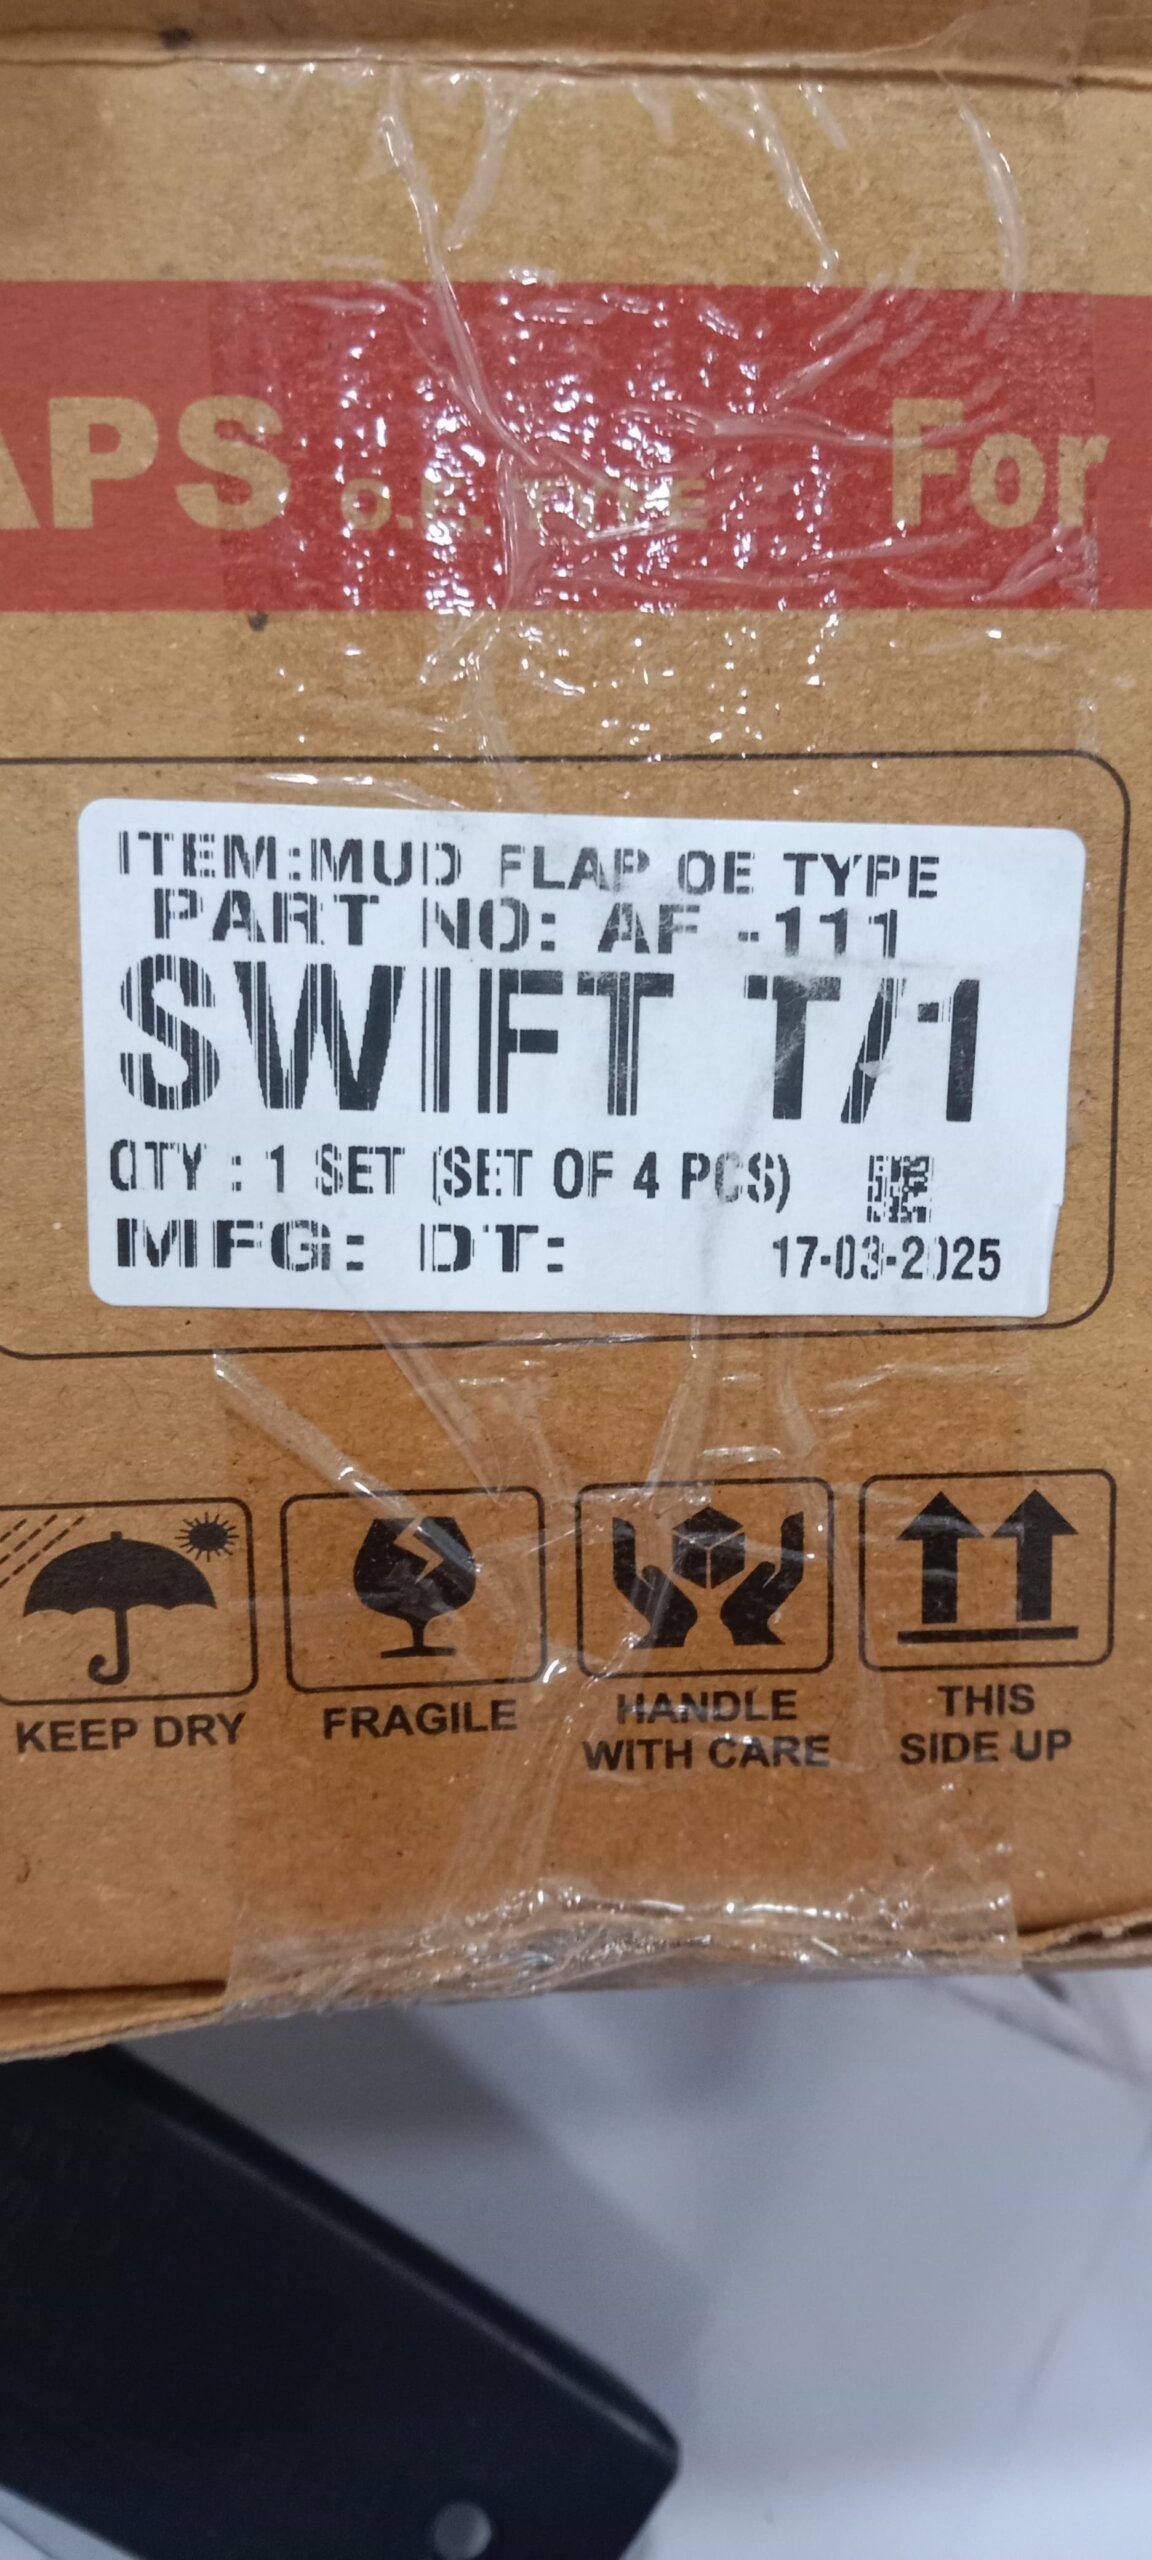 APS O.E. TYPE For
ITEM:MUD FLAP OE TYPE
PART NO: AF -111
SWIFT T/1
QTY : 1 SET (SET OF 4 PCS)
MFG: DT: 17-03-2025
KEEP DRY
FRAGILE
HANDLE
WITH CARE
THIS
SIDE UP